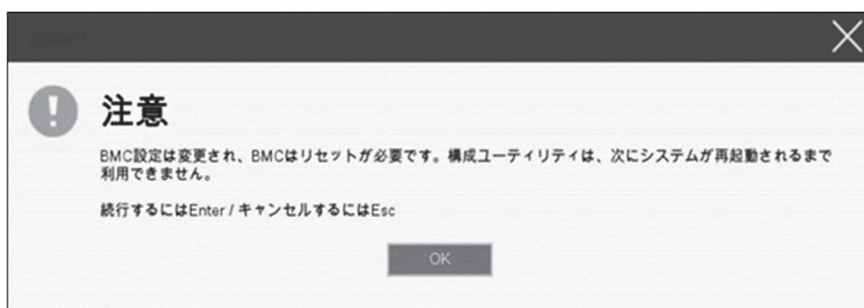 注意
BMC設定は変更され、BMCはリセットが必要です。構成ユーティリティは、次にシステムが再起動されるまで
利用できません。
続行するにはEnter / キャンセルするにはEsc
OK